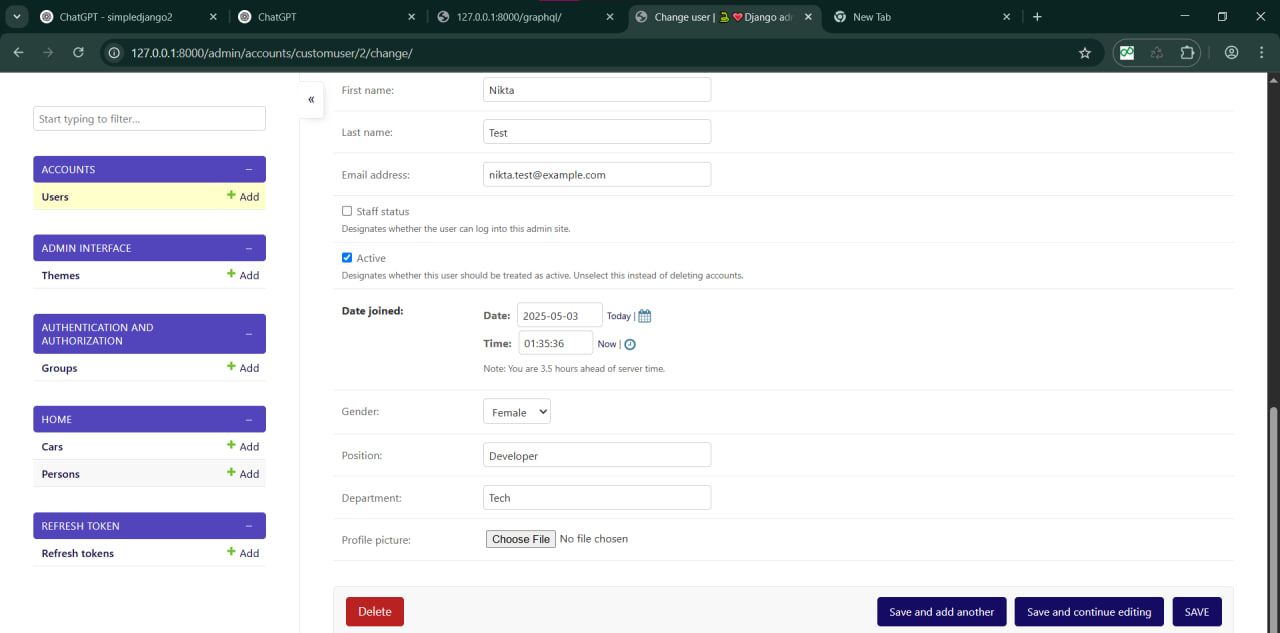 ChatGPT - simpledjango2
ChatGPT
127.0.0.1:8000/graphql/
Change user | 🐍❤️Django adr
New Tab
127.0.0.1:8000/admin/accounts/customuser/2/change/
Start typing to filter...
«
ACCOUNTS
Users
Add
ADMIN INTERFACE
Themes
Add
AUTHENTICATION AND
AUTHORIZATION
Groups
Add
HOME
Cars
Add
Persons
Add
REFRESH TOKEN
Refresh tokens
Add
First name: Nikta
Last name: Test
Email address: nikta.test@example.com
Staff status
Designates whether the user can log into this admin site.
Active
Designates whether this user should be treated as active. Unselect this instead of deleting accounts.
Date joined: Date: 2025-05-03 Today |
Time: 01:35:36 Now |
Note: You are 3.5 hours ahead of server time.
Gender: Female
Position: Developer
Department: Tech
Profile picture: Choose File No file chosen
Delete Save and add another Save and continue editing SAVE